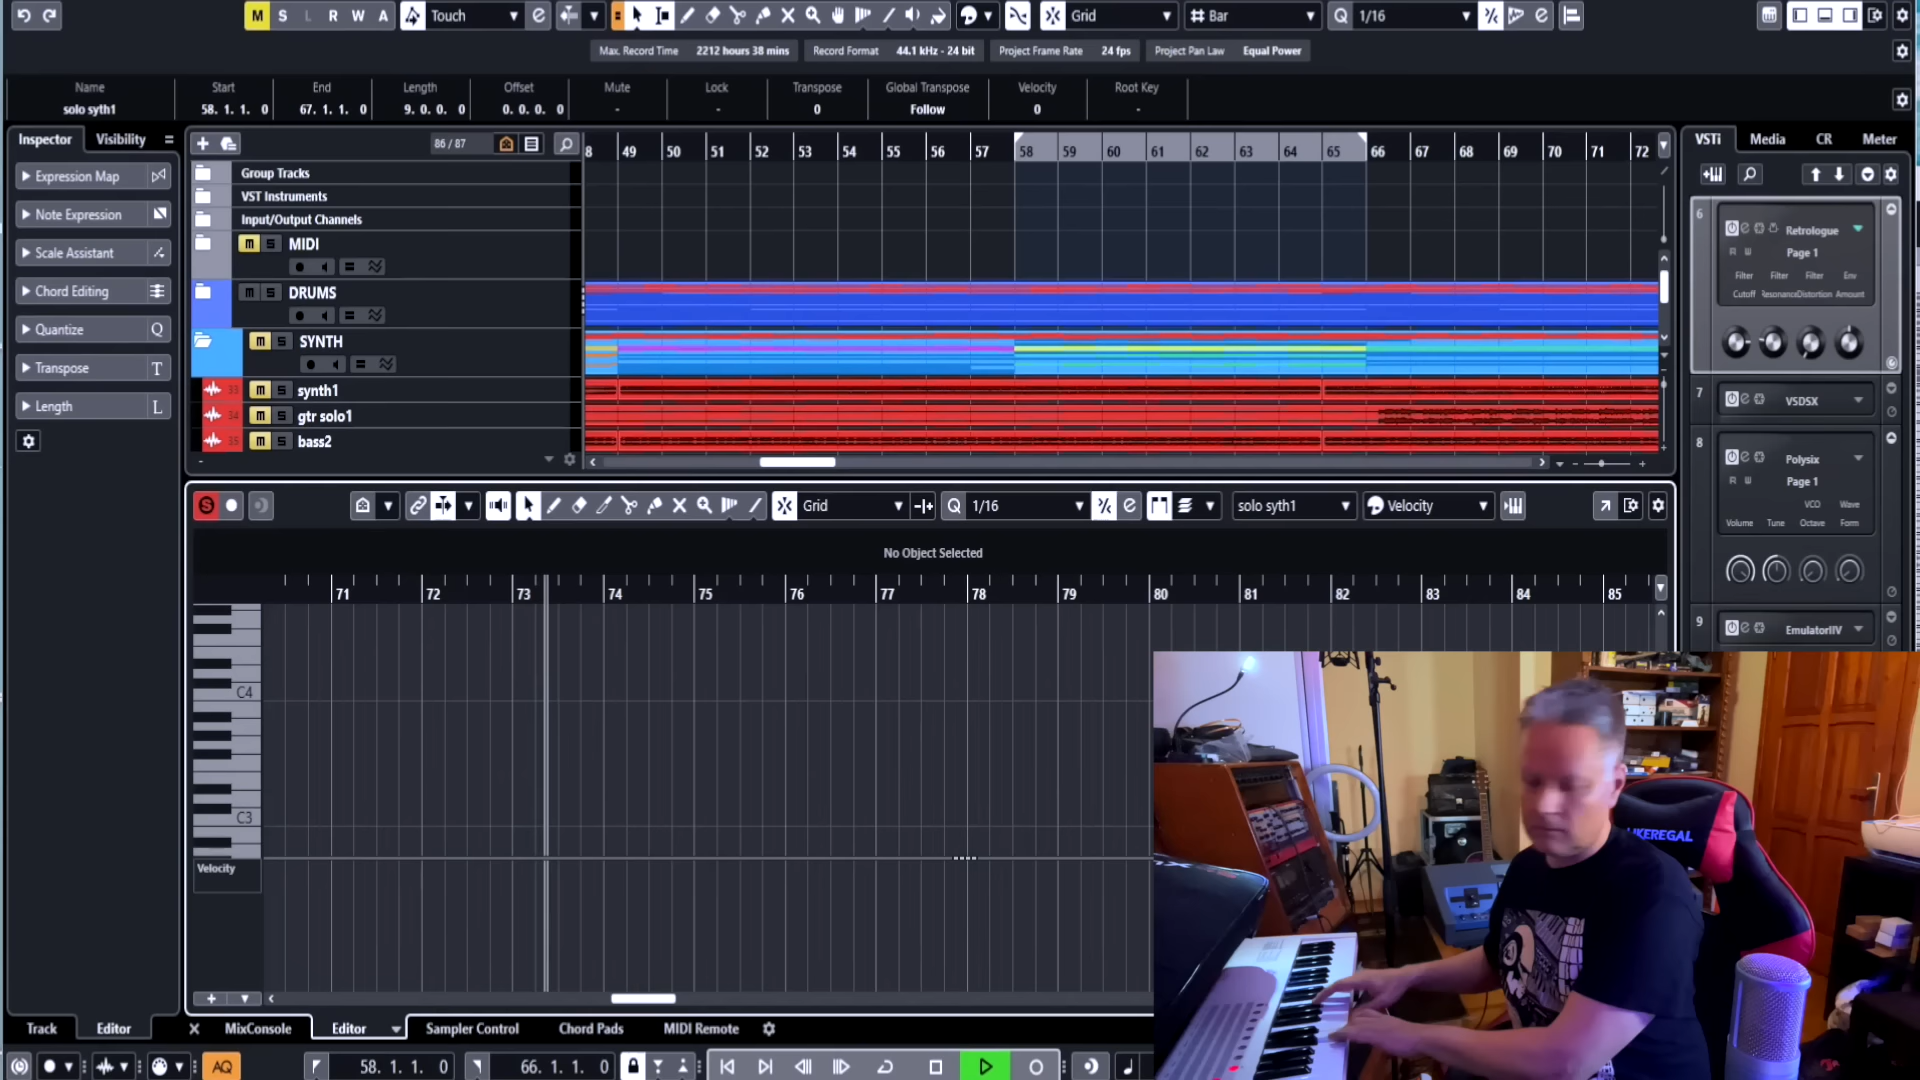 M S L R W A Touch Grid Bar Q 1/16
Max. Record Time 2212 hours 38 mins Record Format 44.1 kHz - 24 bit Project Frame Rate 24 fps Project Pan Law Equal Power
Name Start End Length Offset Mute Lock Transpose Global Transpose Velocity Root Key
solo syth1 58. 1. 1. 0 67. 1. 1. 0 9. 0. 0. 0 0. 0. 0. 0 - - 0 Follow 0 -
Inspector Visibility
86 / 87
8 49 50 51 52 53 54 55 56 57 58 59 60 61 62 63 64 65 66 67 68 69 70 71 72
VSTi Media CR Meter
Expression Map
Note Expression
Scale Assistant
Chord Editing
Quantize Q
Transpose T
Length L
Group Tracks
VST Instruments
Input/Output Channels
m S MIDI
m S DRUMS
m S SYNTH
33 m S synth1
34 m S gtr solo1
35 m S bass2
6 Retrologue
R W Page 1
Filter Filter Filter Env
Cutoff Resonance Distortion Amount
7 VSDSX
8 Polysix
R W Page 1
VCO Wave
Volume Tune Octave Form
9 EmulatorIIV
S Grid Q 1/16 solo syth1 Velocity
No Object Selected
71 72 73 74 75 76 77 78 79 80 81 82 83 84 85
C4
C3
Velocity
LIKEREGAL
Track Editor MixConsole Editor Sampler Control Chord Pads MIDI Remote
AQ 58. 1. 1. 0 66. 1. 1. 0